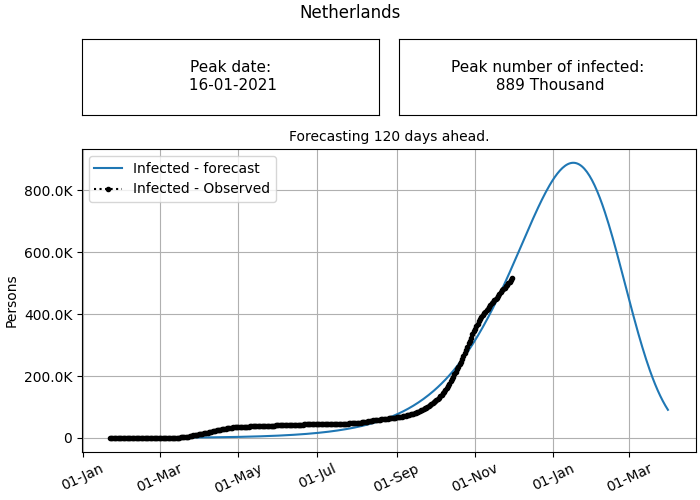 Netherlands
Peak date:
16-01-2021
Peak number of infected:
889 Thousand
Forecasting 120 days ahead.
Infected - forecast
Infected - Observed
800.0K
600.0K
400.0K
200.0K
0
Persons
01-Jan
01-Mar
01-May
01-Jul
01-Sep
01-Nov
01-Jan
01-Mar